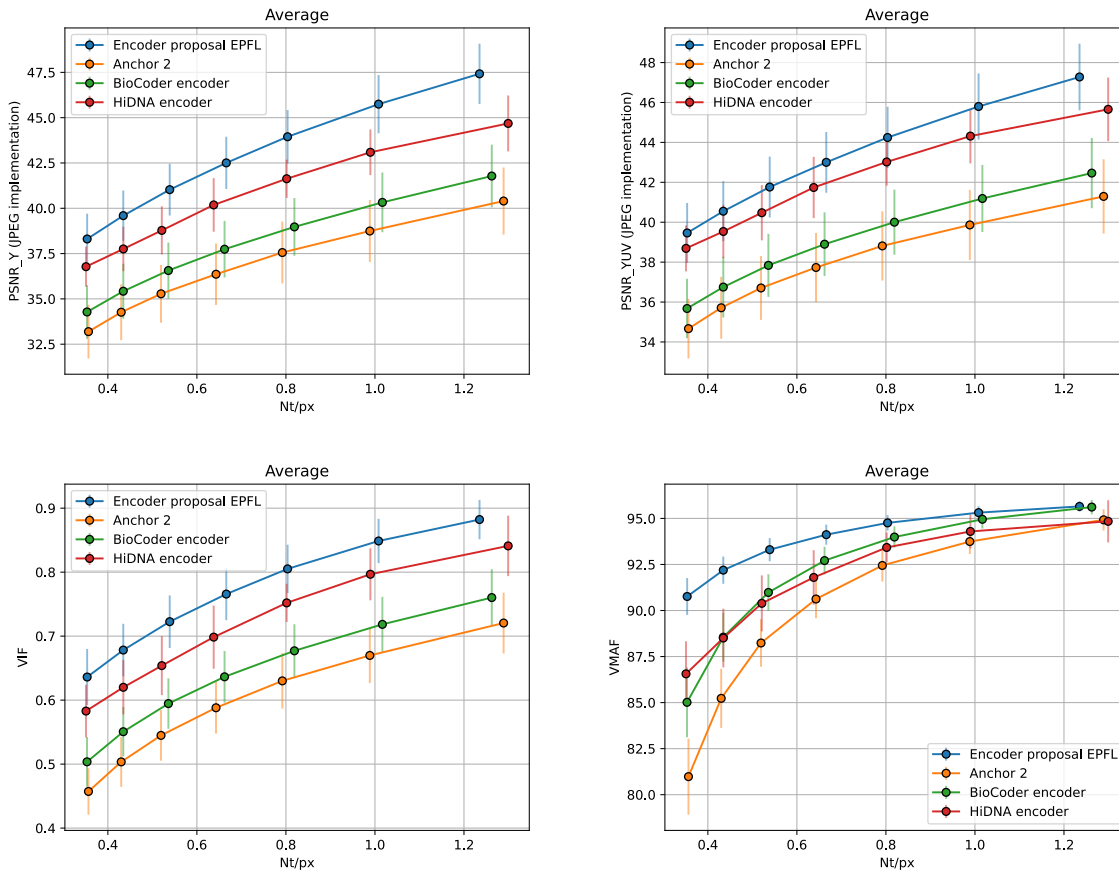 Average
PSNR_Y (JPEG implementation)
47.5
45.0
42.5
40.0
37.5
35.0
32.5
Encoder proposal EPFL
Anchor 2
BioCoder encoder
HiDNA encoder
0.4 0.6 0.8 1.0 1.2
Nt/px
Average
PSNR_YUV (JPEG implementation)
48
46
44
42
40
38
36
34
Encoder proposal EPFL
Anchor 2
BioCoder encoder
HiDNA encoder
0.4 0.6 0.8 1.0 1.2
Nt/px
Average
VIF
0.9
0.8
0.7
0.6
0.5
0.4
Encoder proposal EPFL
Anchor 2
BioCoder encoder
HiDNA encoder
0.4 0.6 0.8 1.0 1.2
Nt/px
Average
VMAF
95.0
92.5
90.0
87.5
85.0
82.5
80.0
Encoder proposal EPFL
Anchor 2
BioCoder encoder
HiDNA encoder
0.4 0.6 0.8 1.0 1.2
Nt/px